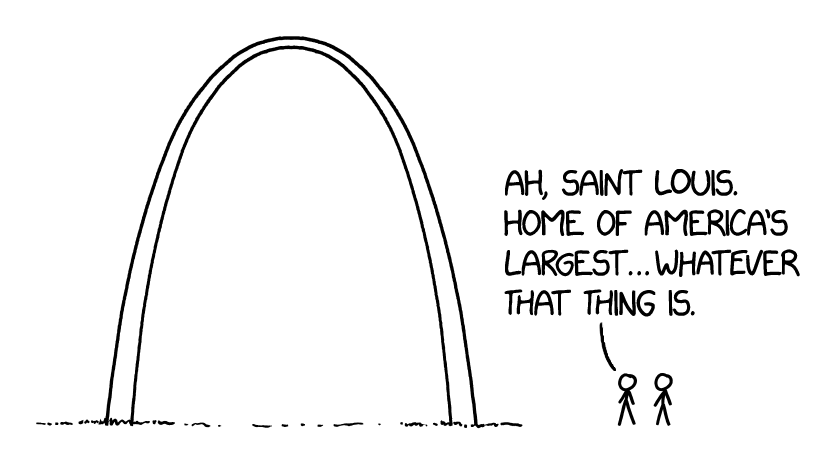 AH, SAINT LOUIS.
HOME OF AMERICA'S
LARGEST...WHATEVER
THAT THING IS.